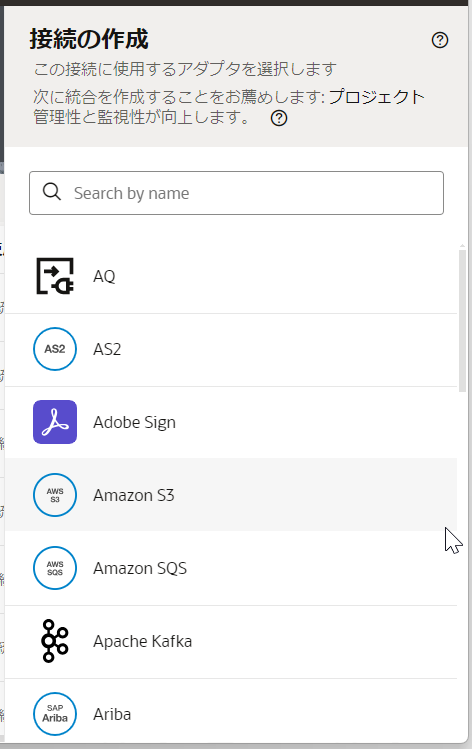 接続の作成
この接続に使用するアダプタを選択します
次に統合を作成することをお薦めします: プロジェクト
管理性と監視性が向上します。
Search by name
AQ
AS2
AS2
Adobe Sign
AWS
S3
Amazon S3
AWS
SQS
Amazon SQS
Apache Kafka
SAP
Ariba
Ariba